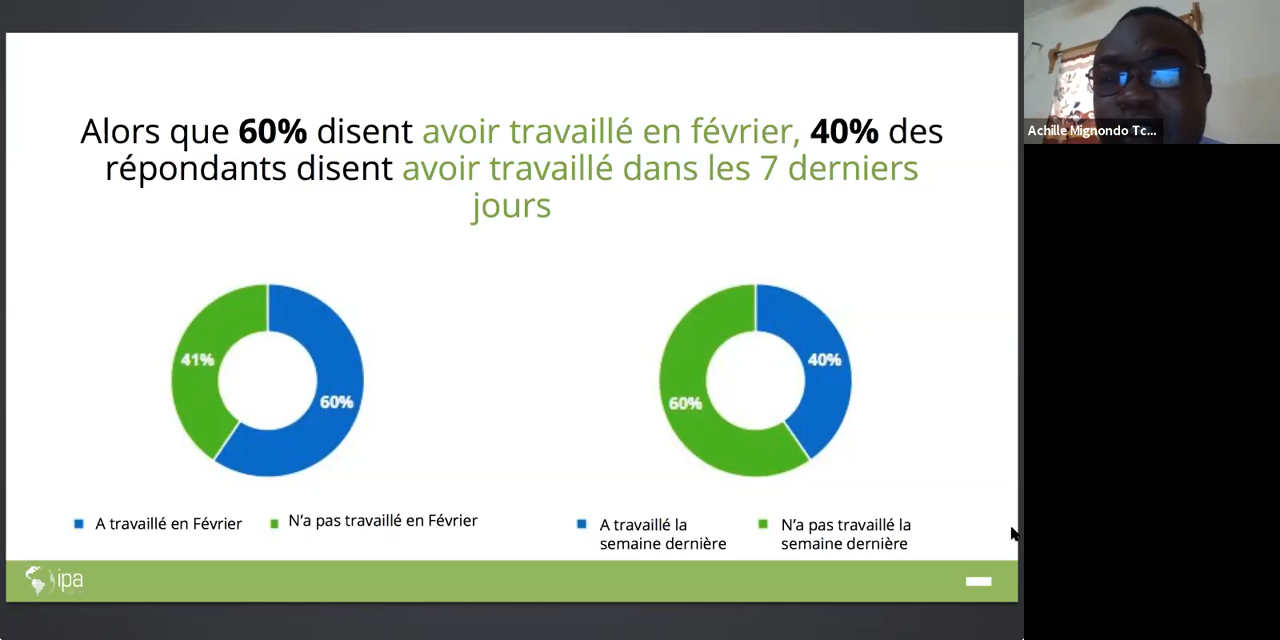 Alors que 60% disent avoir travaillé en février, 40% des
répondants disent avoir travaillé dans les 7 derniers
jours
41%
60%
40%
60%
A travaillé en Février
N'a pas travaillé en Février
A travaillé la
semaine dernière
N'a pas travaillé la
semaine dernière
ipa
Achille Mignondo Tc...